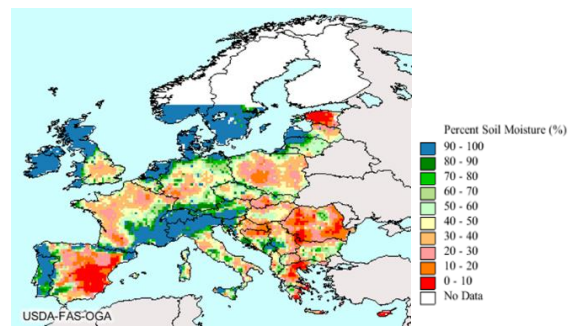 Percent Soil Moisture (%)
90 - 100
80 - 90
70 - 80
60 - 70
50 - 60
40 - 50
30 - 40
20 - 30
10 - 20
0 - 10
No Data
USDA-FAS-OGA